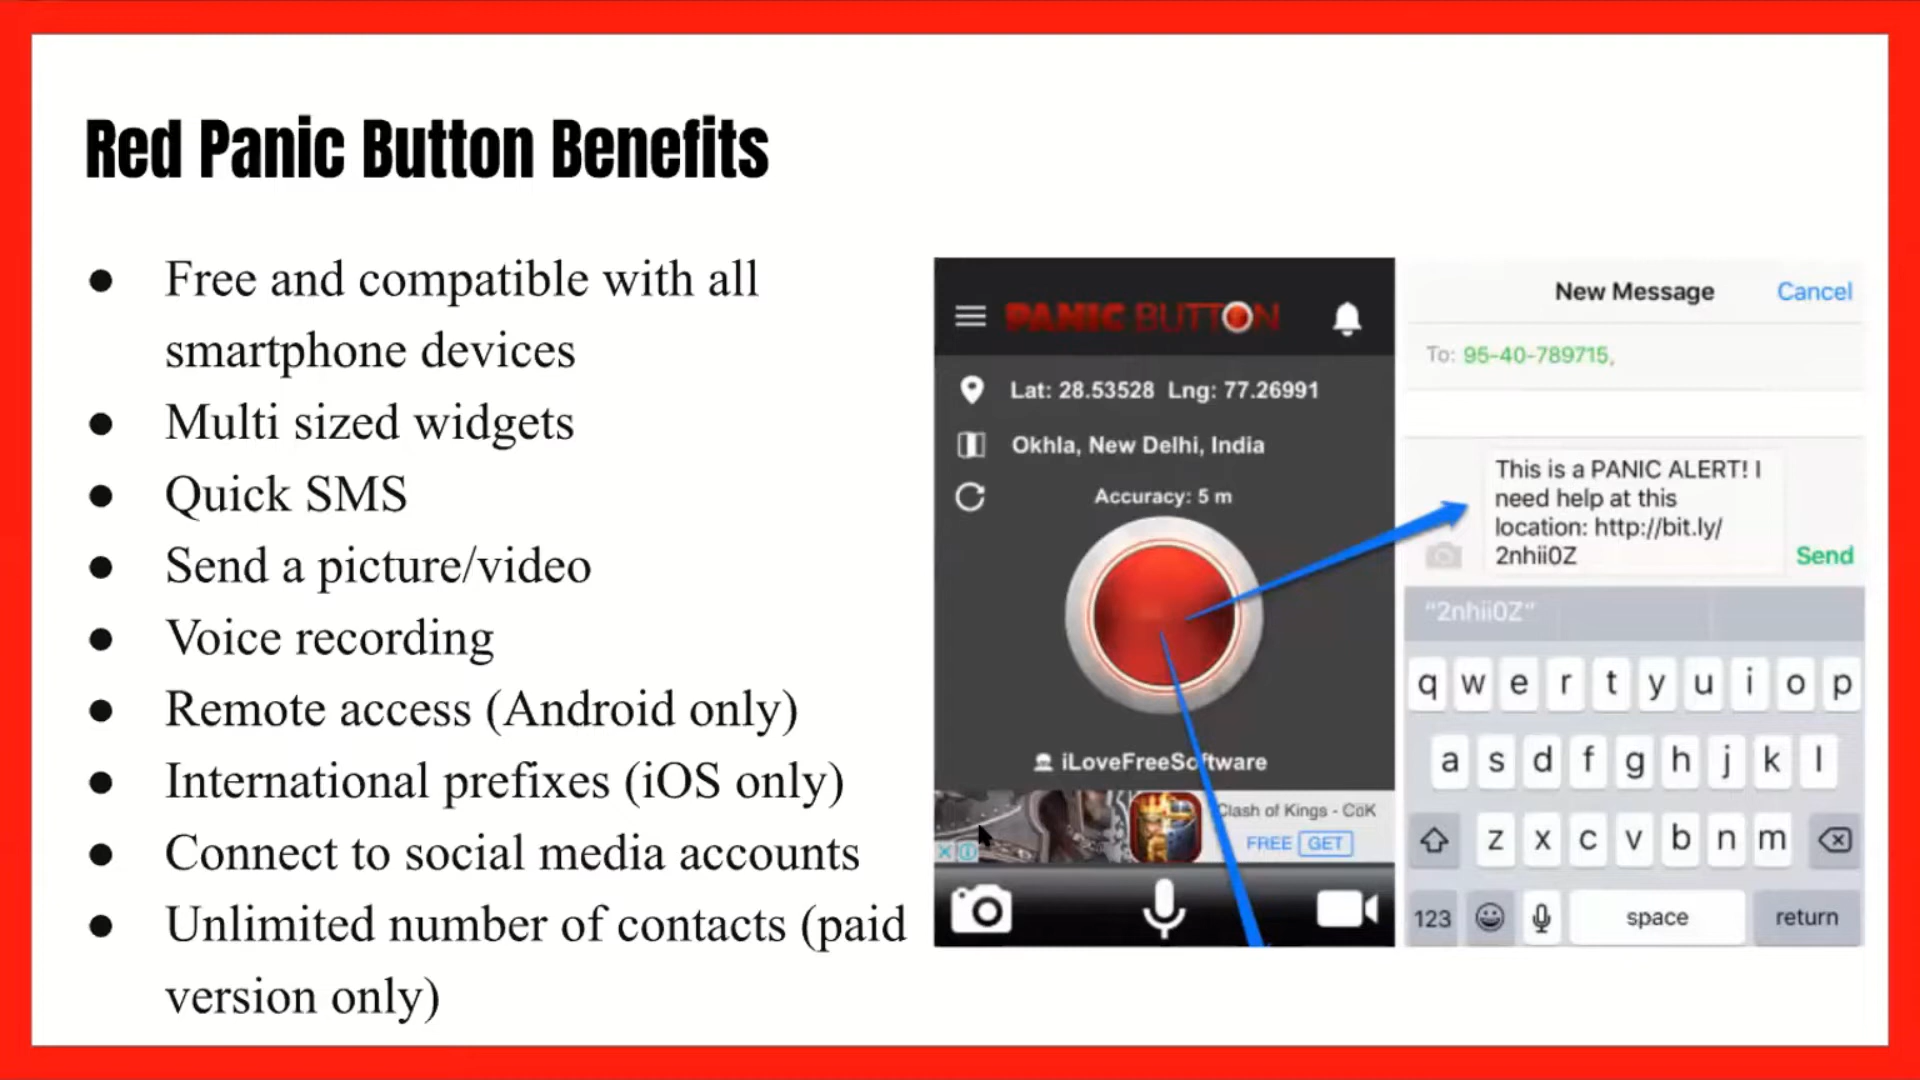 Red Panic Button Benefits
● Free and compatible with all
smartphone devices
● Multi sized widgets
● Quick SMS
● Send a picture/video
● Voice recording
● Remote access (Android only)
● International prefixes (iOS only)
● Connect to social media accounts
● Unlimited number of contacts (paid
version only)
PANIC BUTTON
Lat: 28.53528 Lng: 77.26991
Okhla, New Delhi, India
Accuracy: 5 m
iLoveFreeSoftware
Clash of Kings - CoK
FREE GET
New Message Cancel
To: 95-40-789715,
This is a PANIC ALERT! I
need help at this
location: http://bit.ly/
2nhii0Z
Send
“2nhii0Z”
q w e r t y u i o p
a s d f g h j k l
z x c v b n m
123 space return